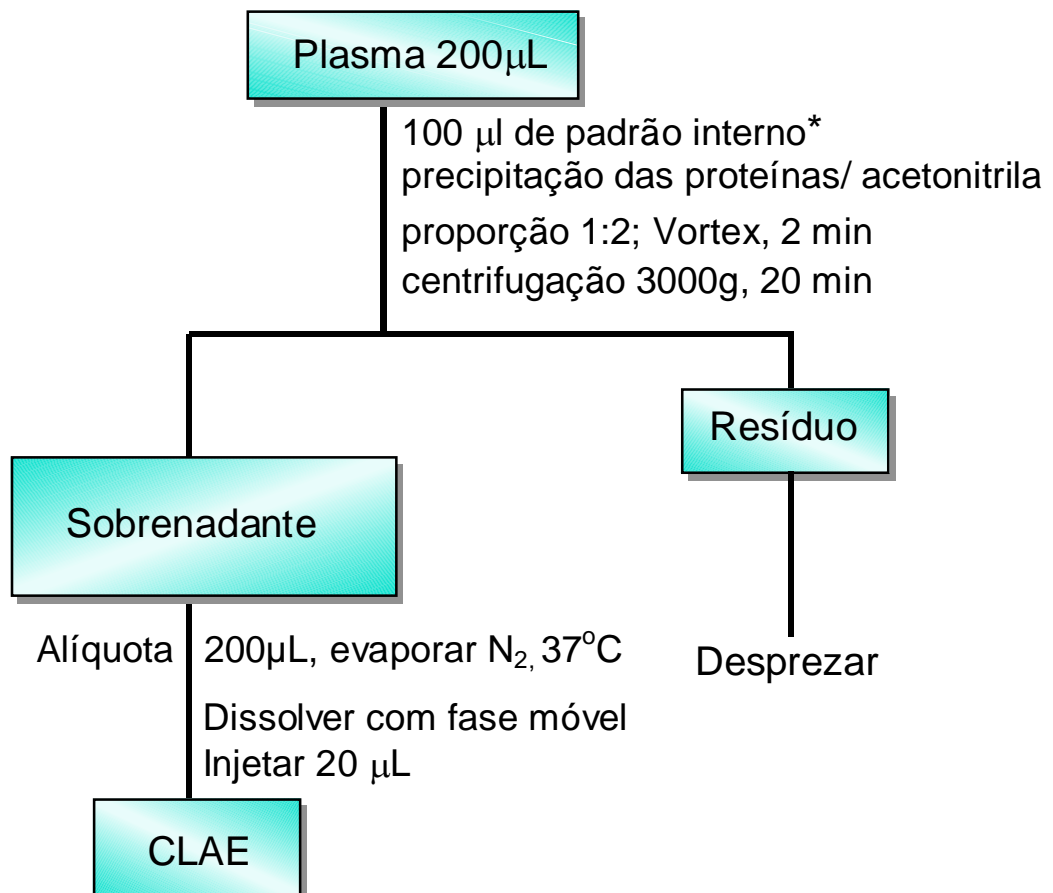 Plasma 200μL
100 μl de padrão interno*
precipitação das proteínas/ acetonitrila
proporção 1:2; Vortex, 2 min
centrifugação 3000g, 20 min
Resíduo
Sobrenadante
Alíquota 200µL, evaporar N₂, 37°C
Desprezar
Dissolver com fase móvel
Injetar 20 μL
CLAE